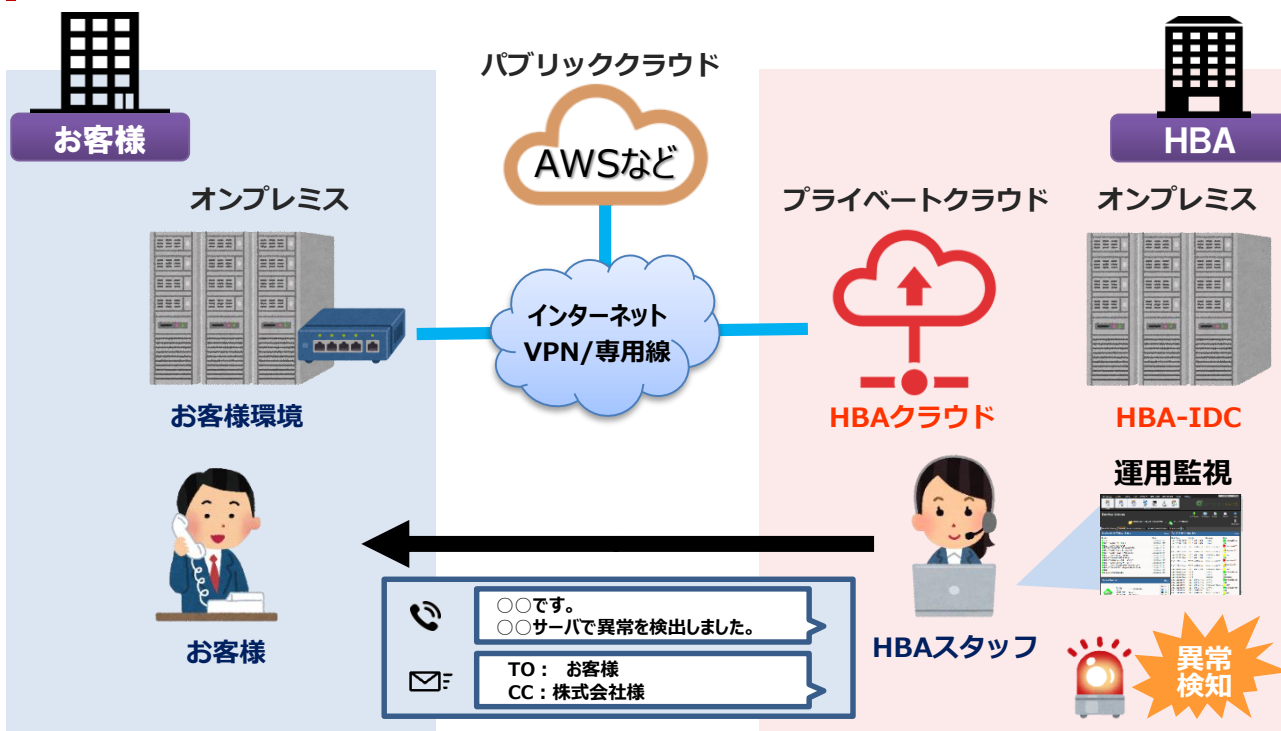 お客様
パブリッククラウド
HBA
AWSなど
オンプレミス
プライベートクラウド
オンプレミス
インターネット
VPN/専用線
お客様環境
HBAクラウド
HBA-IDC
運用監視
○○です。
○○サーバで異常を検出しました。
お客様
HBAスタッフ
TO： お客様
CC：株式会社様
異常
検知